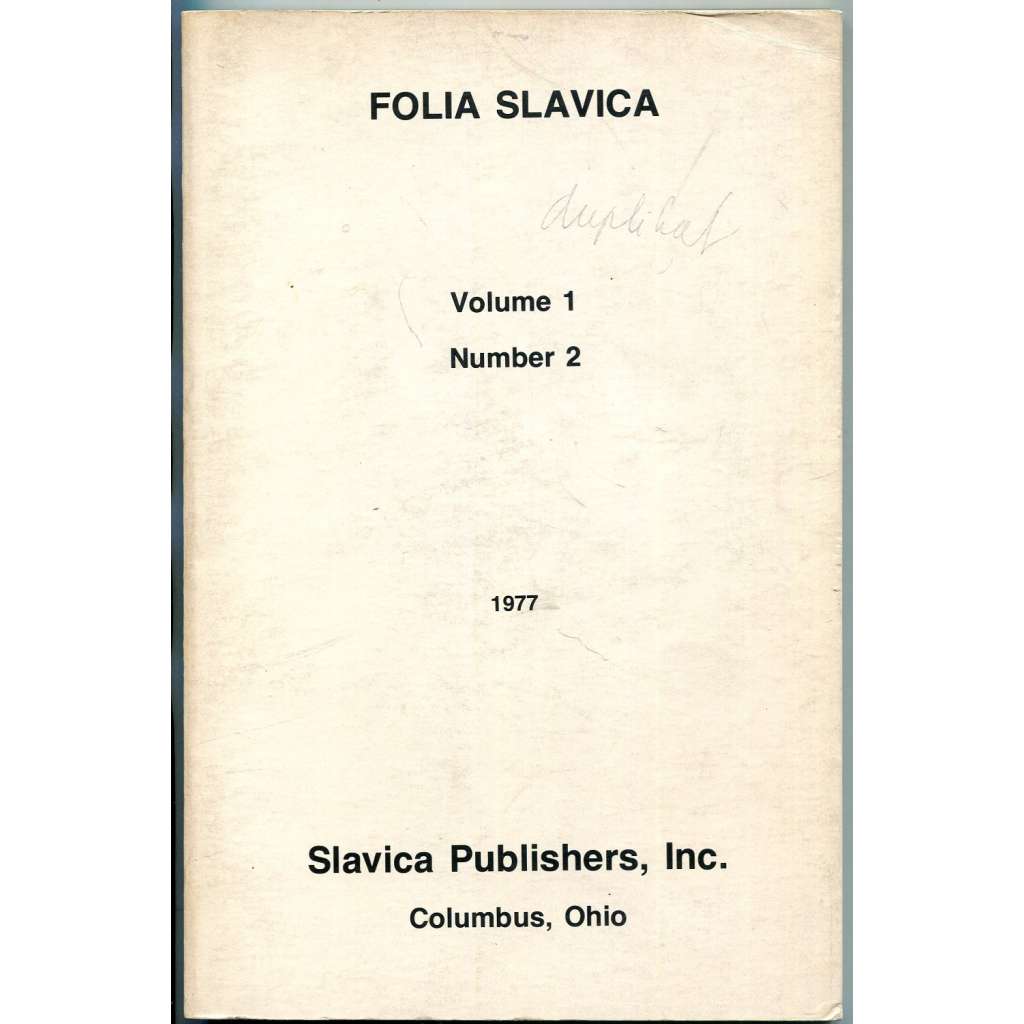 FOLIA SLAVICA
duplikat
Volume 1
Number 2
1977
Slavica Publishers, Inc.
Columbus, Ohio